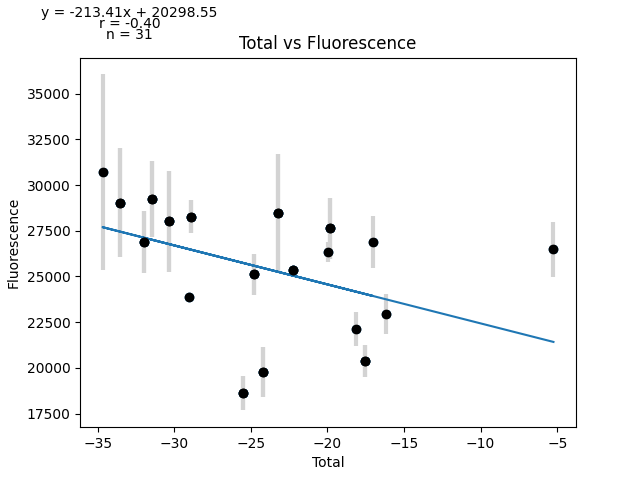 y = -213.41x + 20298.55
r = -0.40
n = 31
Total vs Fluorescence
35000
32500
30000
27500
25000
22500
20000
17500
Fluorescence
−35 −30 −25 −20 −15 −10 −5
Total